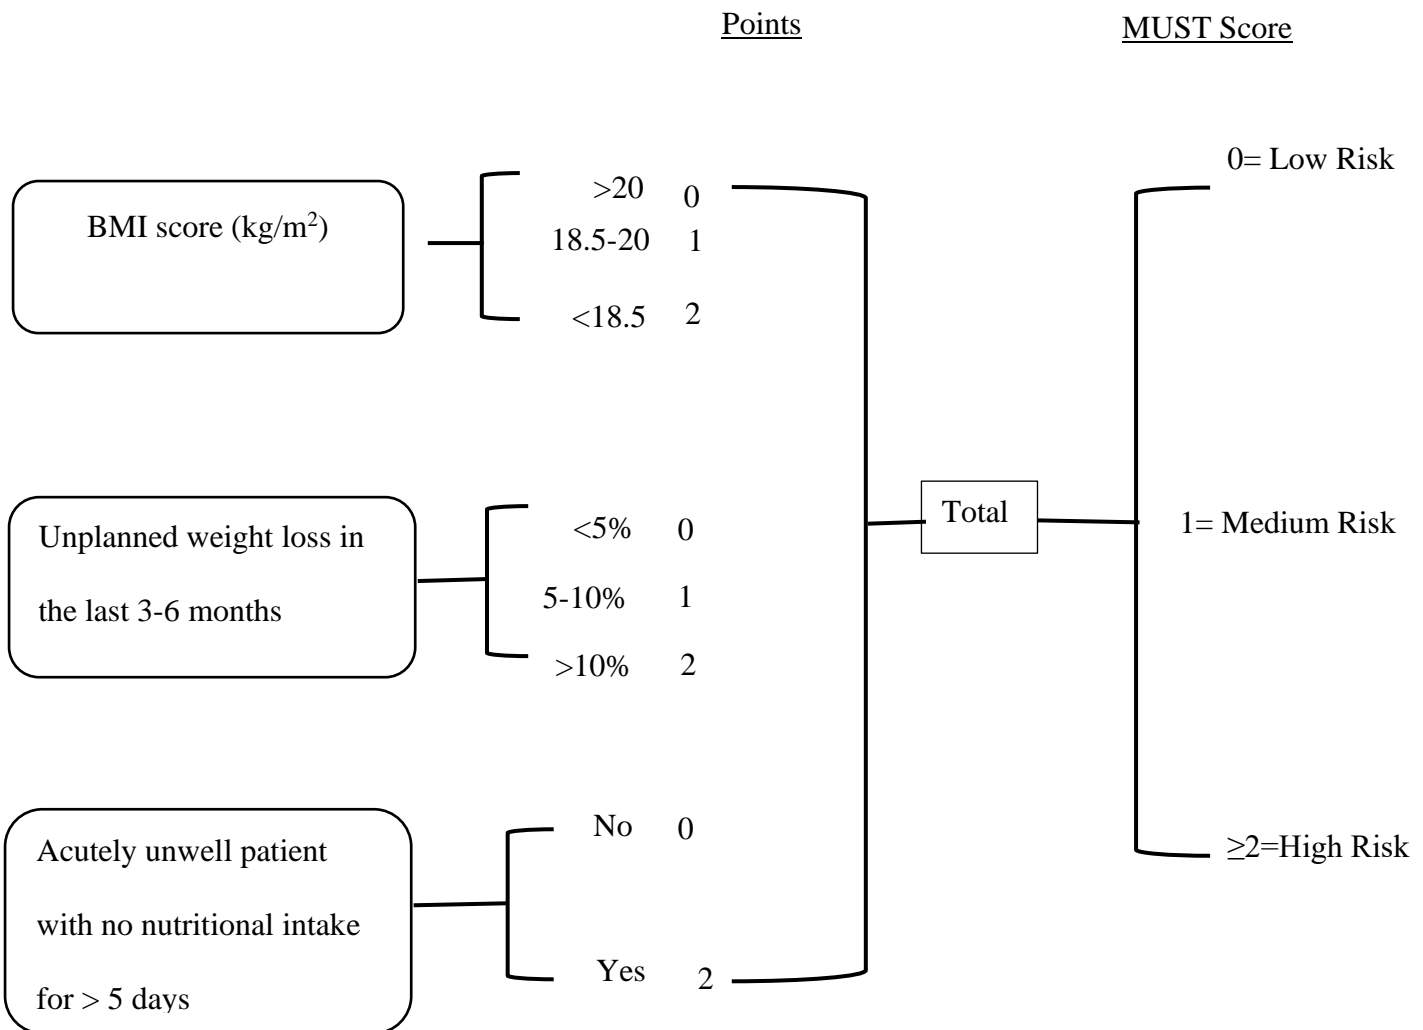 Points
MUST Score
BMI score (kg/m²)
>20 0
18.5-20 1
<18.5 2
Unplanned weight loss in
the last 3-6 months
<5% 0
5-10% 1
>10% 2
Acutely unwell patient
with no nutritional intake
for > 5 days
No 0
Yes 2
Total
0= Low Risk
1= Medium Risk
≥2=High Risk